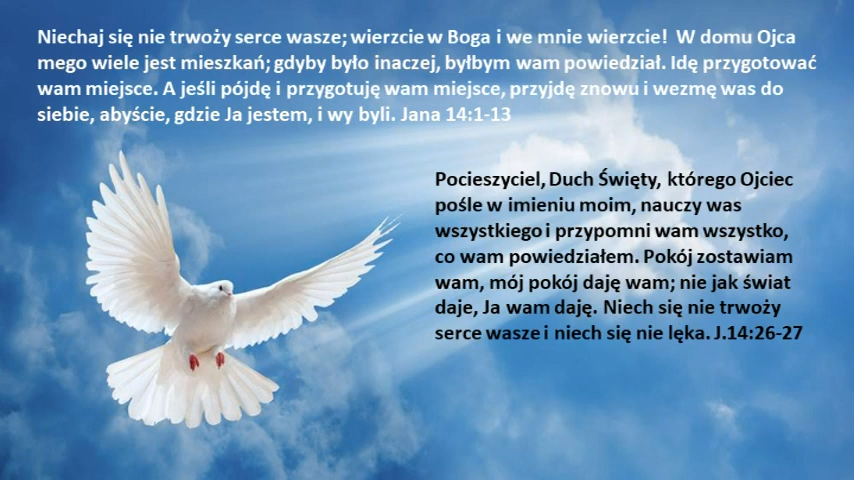 Niechaj się nie trwoży serce wasze; wierzcie w Boga i we mnie wierzcie! W domu Ojca
mego wiele jest mieszkań; gdyby było inaczej, byłbym wam powiedział. Idę przygotować
wam miejsce. A jeśli pójdę i przygotuję wam miejsce, przyjdę znowu i wezmę was do
siebie, abyście, gdzie Ja jestem, i wy byli. Jana 14:1-13
Pocieszyciel, Duch Święty, którego Ojciec
pośle w imieniu moim, nauczy was
wszystkiego i przypomni wam wszystko,
co wam powiedziałem. Pokój zostawiam
wam, mój pokój daję wam; nie jak świat
daje, Ja wam daję. Niech się nie trwoży
serce wasze i niech się nie lęka. J.14:26-27